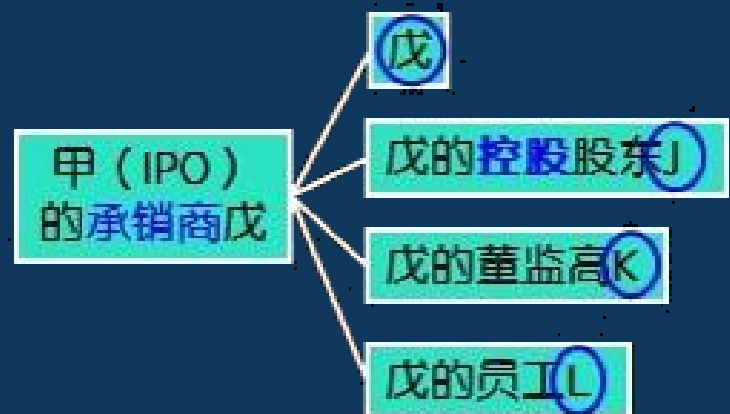 戊
甲（IPO）
的承销商戊
戊的控股股东J
戊的董监高K
戊的员工L